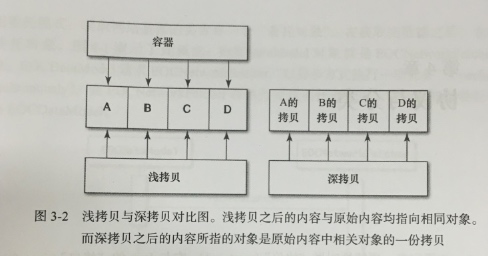 容器
A B C D
A的拷贝 B的拷贝 C的拷贝 D的拷贝
浅拷贝
深拷贝
图 3-2 浅拷贝与深拷贝对比图。浅拷贝之后的内容与原始内容均指向相同对象。
而深拷贝之后的内容所指的对象是原始内容中相关对象的一份拷贝